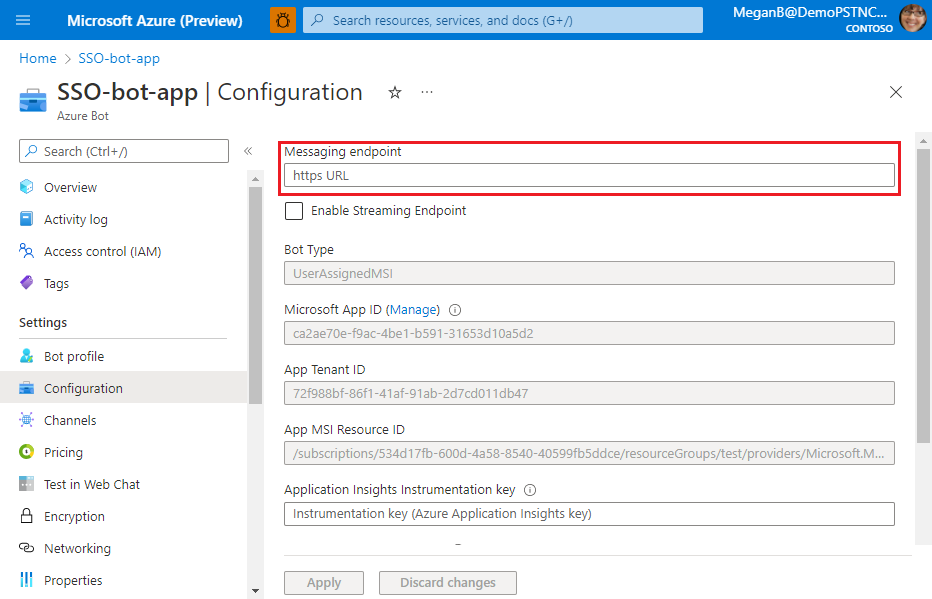 Microsoft Azure (Preview)
Search resources, services, and docs (G+/)
MeganB@DemoPSTNC...
CONTOSO
Home > SSO-bot-app
SSO-bot-app | Configuration
Azure Bot
Search (Ctrl+/)
Overview
Activity log
Access control (IAM)
Tags
Settings
Bot profile
Configuration
Channels
Pricing
Test in Web Chat
Encryption
Networking
Properties
Messaging endpoint
https URL
Enable Streaming Endpoint
Bot Type
UserAssignedMSI
Microsoft App ID (Manage)
ca2ae70e-f9ac-4be1-b591-31653d10a5d2
App Tenant ID
72f988bf-86f1-41af-91ab-2d7cd011db47
App MSI Resource ID
/subscriptions/534d17fb-600d-4a58-8540-40599fb5ddce/resourceGroups/test/providers/Microsoft.M...
Application Insights Instrumentation key
Instrumentation key (Azure Application Insights key)
Apply
Discard changes